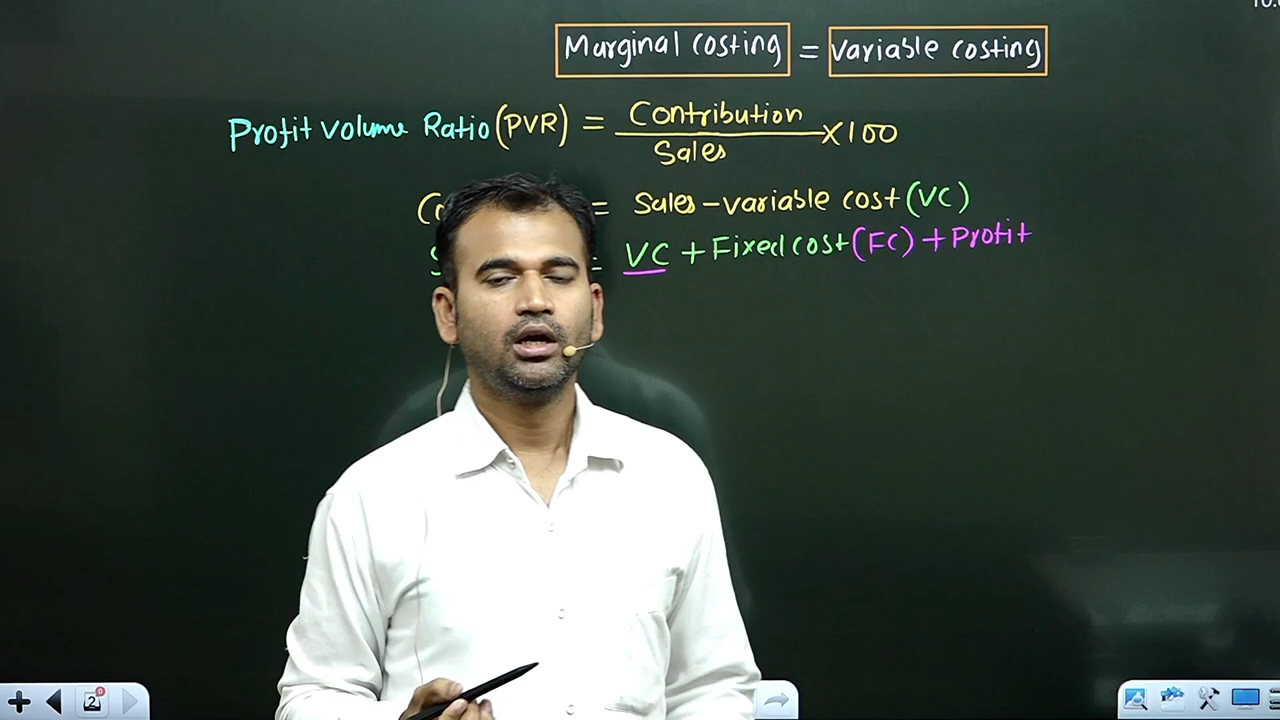 Marginal costing = variable costing
Profit volume Ratio (PVR) = Contribution
Sales
×100
= Sales - variable cost (VC)
= VC + Fixed cost (FC) + Profit
2